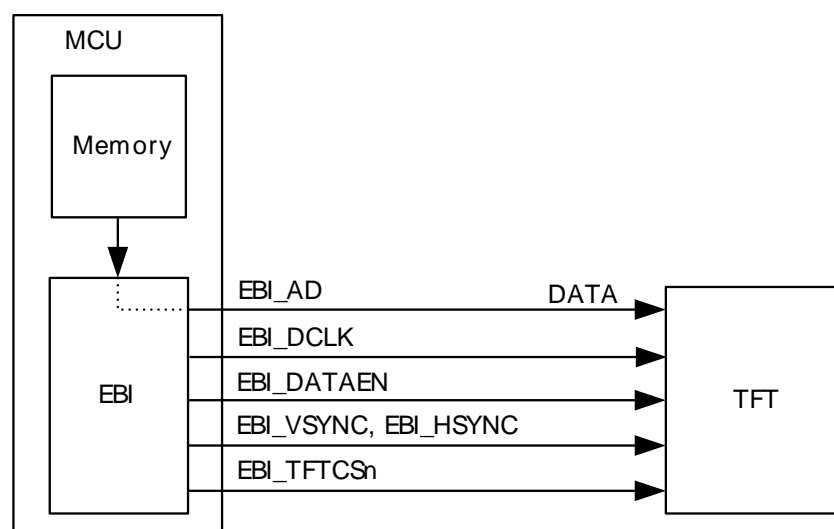 MCU
Memory
EBI_AD DATA
EBI_DCLK
EBI_DATAEN
EBI TFT
EBI_VSYNC, EBI_HSYNC
EBI_TFTCSn